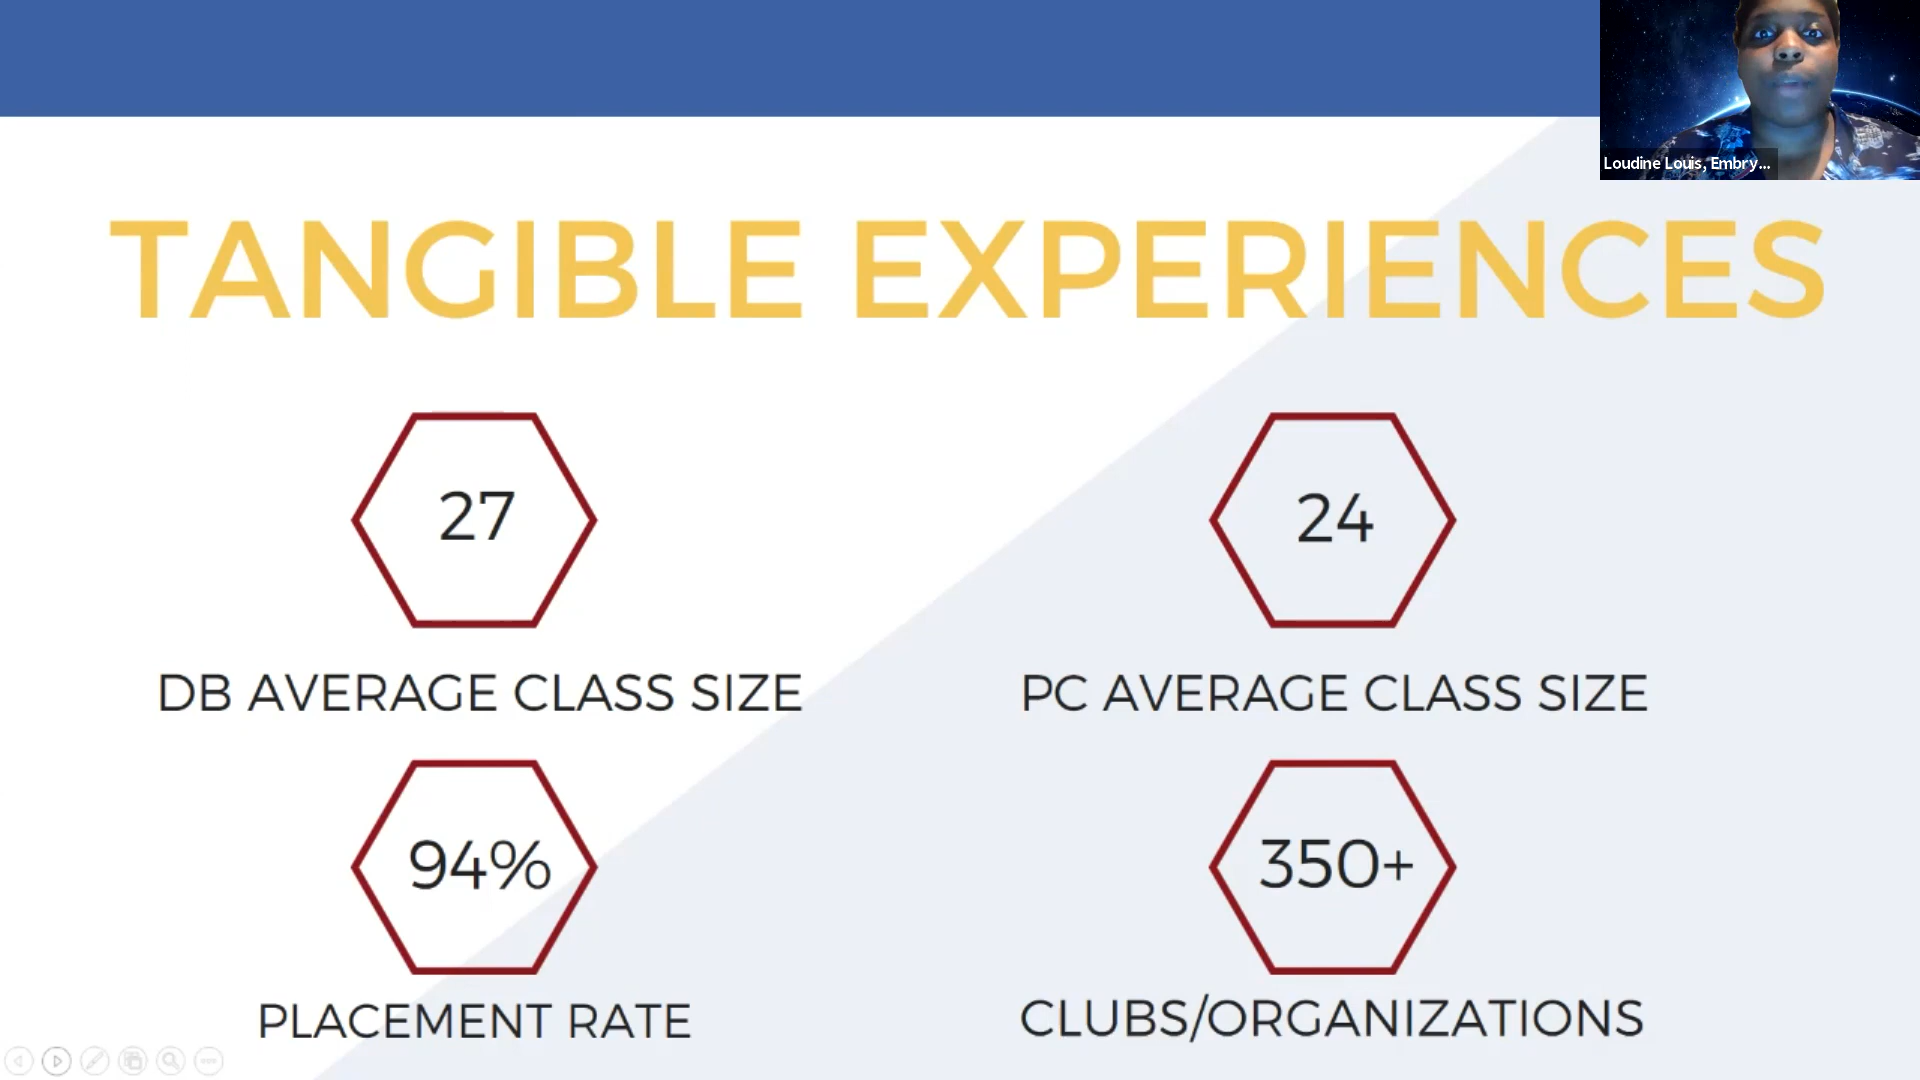 Loudine Louis, Embry...
TANGIBLE EXPERIENCES
27
24
DB AVERAGE CLASS SIZE
PC AVERAGE CLASS SIZE
94%
350+
PLACEMENT RATE
CLUBS/ORGANIZATIONS